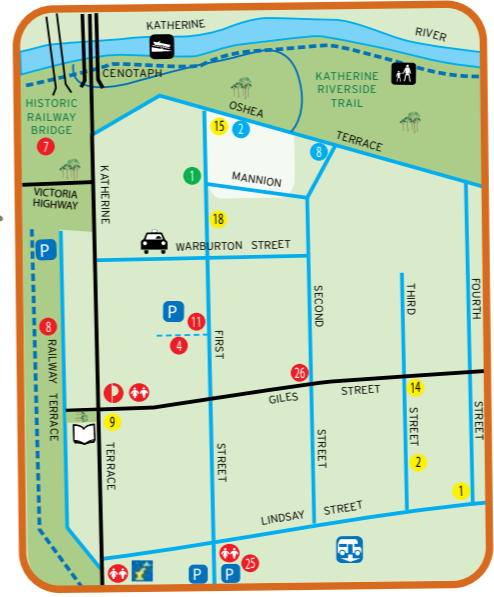 KATHERINE
RIVER
CENOTAPH
KATHERINE
RIVERSIDE
TRAIL
HISTORIC
RAILWAY
BRIDGE
7
OSHEA
TERRACE
15
2
8
1
MANNION
KATHERINE
VICTORIA
HIGHWAY
18
WARBURTON STREET
P
P
11
4
FIRST
SECOND
THIRD
FOURTH
8
RAILWAY TERRACE
26
GILES
STREET
14
9
TERRACE
STREET
STREET
STREET
STREET
2
1
LINDSAY STREET
25
P
P